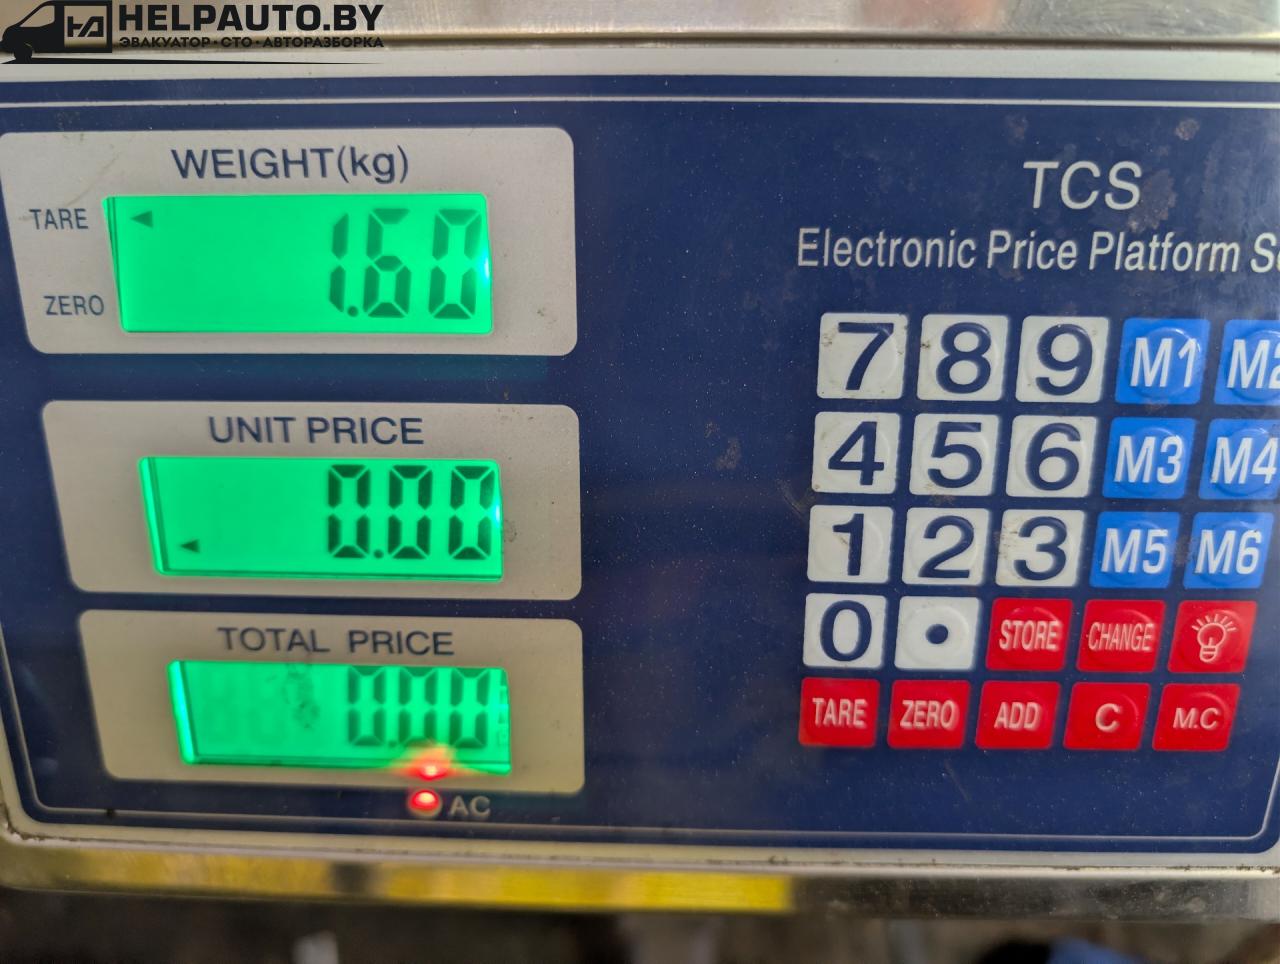 HELPAUTO.BY
ЭВАКУАТОР·СТО·АВТОРАЗБОРКА
WEIGHT(kg)
TARE
1.60
ZERO
UNIT PRICE
0.00
TOTAL PRICE
0.00
AC
TCS
Electronic Price Platform
7 8 9 M1 M2
4 5 6 M3 M4
1 2 3 M5 M6
0 . STORE CHANGE
TARE ZERO ADD C M.C